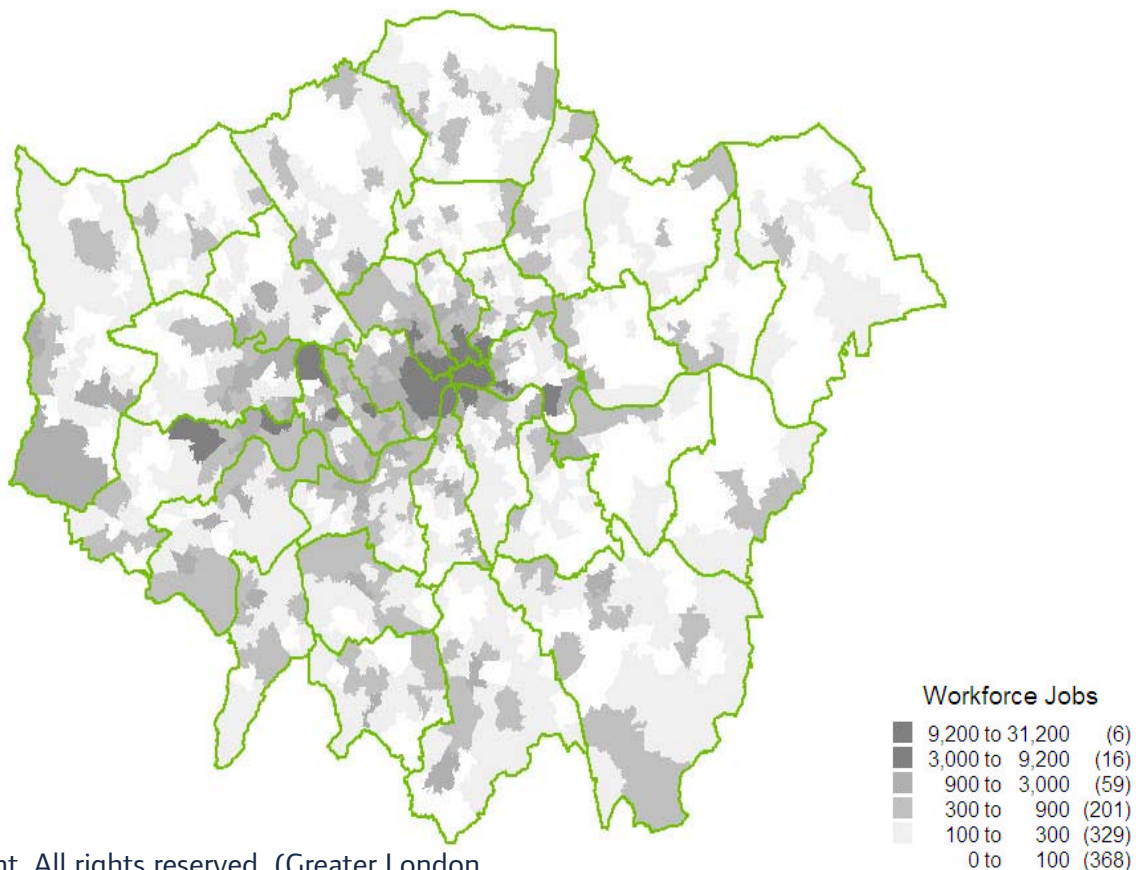 Workforce Jobs
9,200 to 31,200 (6)
3,000 to 9,200 (16)
900 to 3,000 (59)
300 to 900 (201)
100 to 300 (329)
0 to 100 (368)
All rights reserved. (Greater London